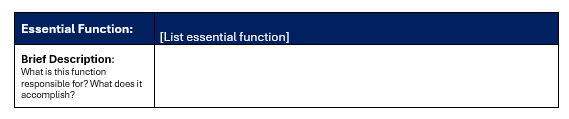 Essential Function:
[List essential function]
Brief Description:
What is this function
responsible for? What does it
accomplish?